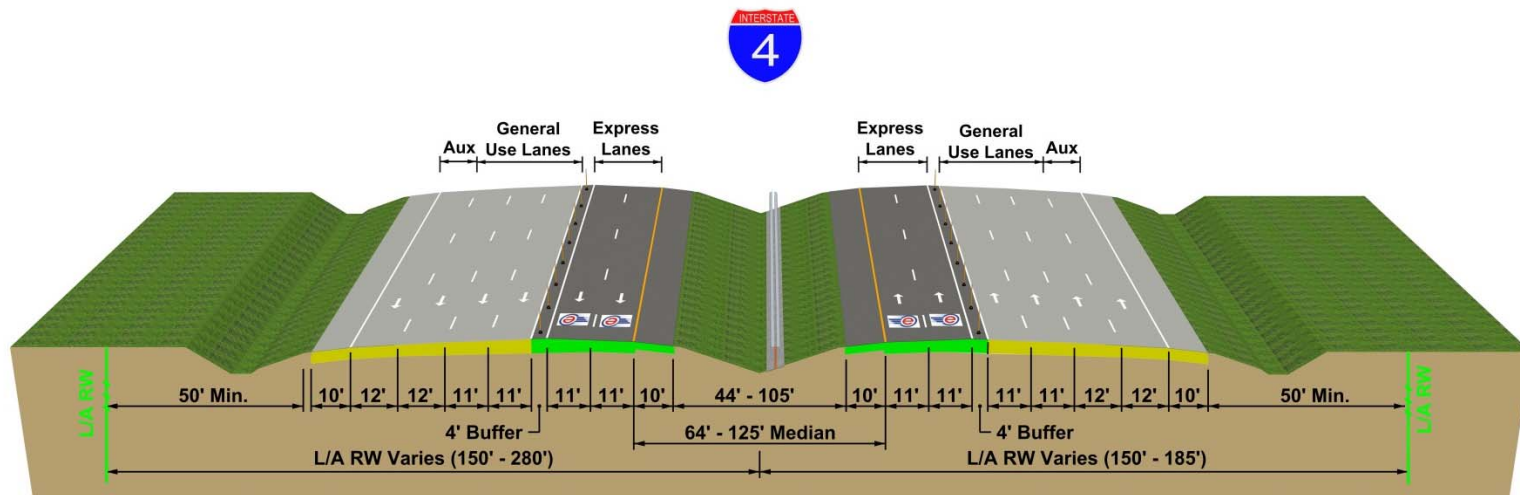 INTERSTATE
4
General
Use Lanes
Aux
Express
Lanes
Express
Lanes
General
Use Lanes
Aux
e e
e e
L/A RW
50' Min.
10' 12' 12' 11' 11' 11' 11' 10' 44' - 105' 10' 11' 11' 11' 11' 12' 12' 10'
50' Min.
L/A RW
4' Buffer
64' - 125' Median
4' Buffer
L/A RW Varies (150' - 280')
L/A RW Varies (150' - 185')